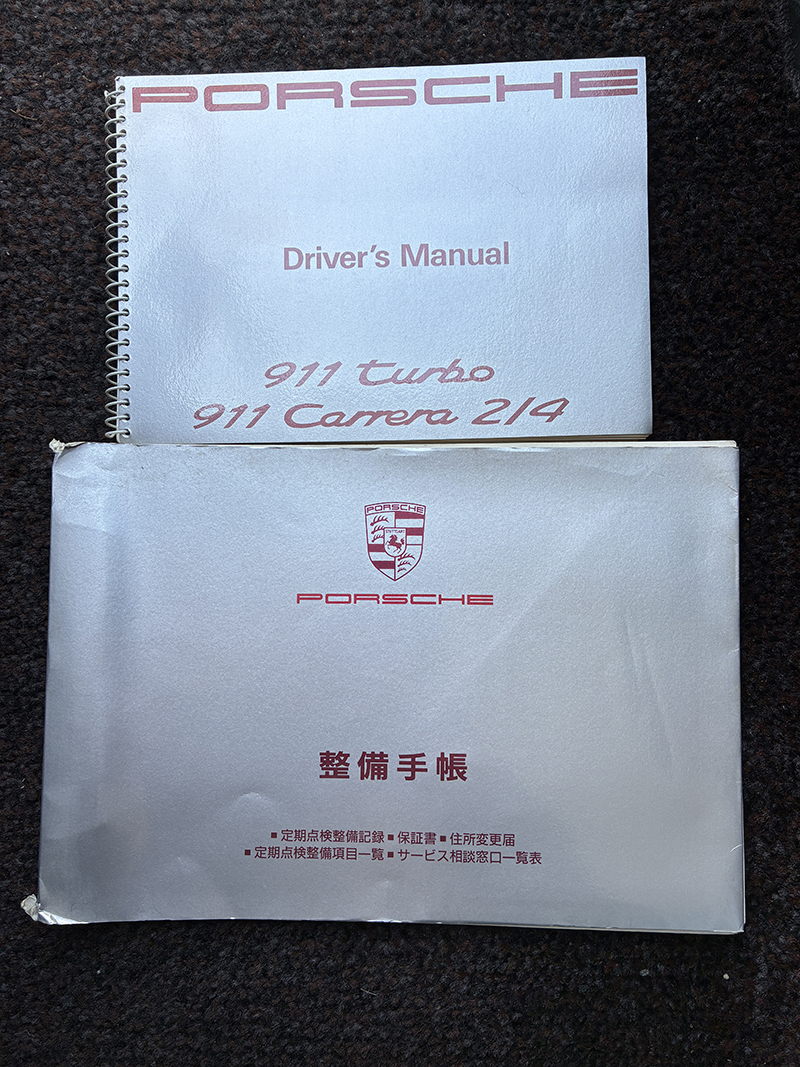 PORSCHE
Driver's Manual
911 turbo
911 Carrera 2/4
PORSCHE
STUTTGART
PORSCHE
整備手帳
■定期点検整備記録■保証書■住所変更届
■定期点検整備項目一覧■サービス相談窓口一覧表